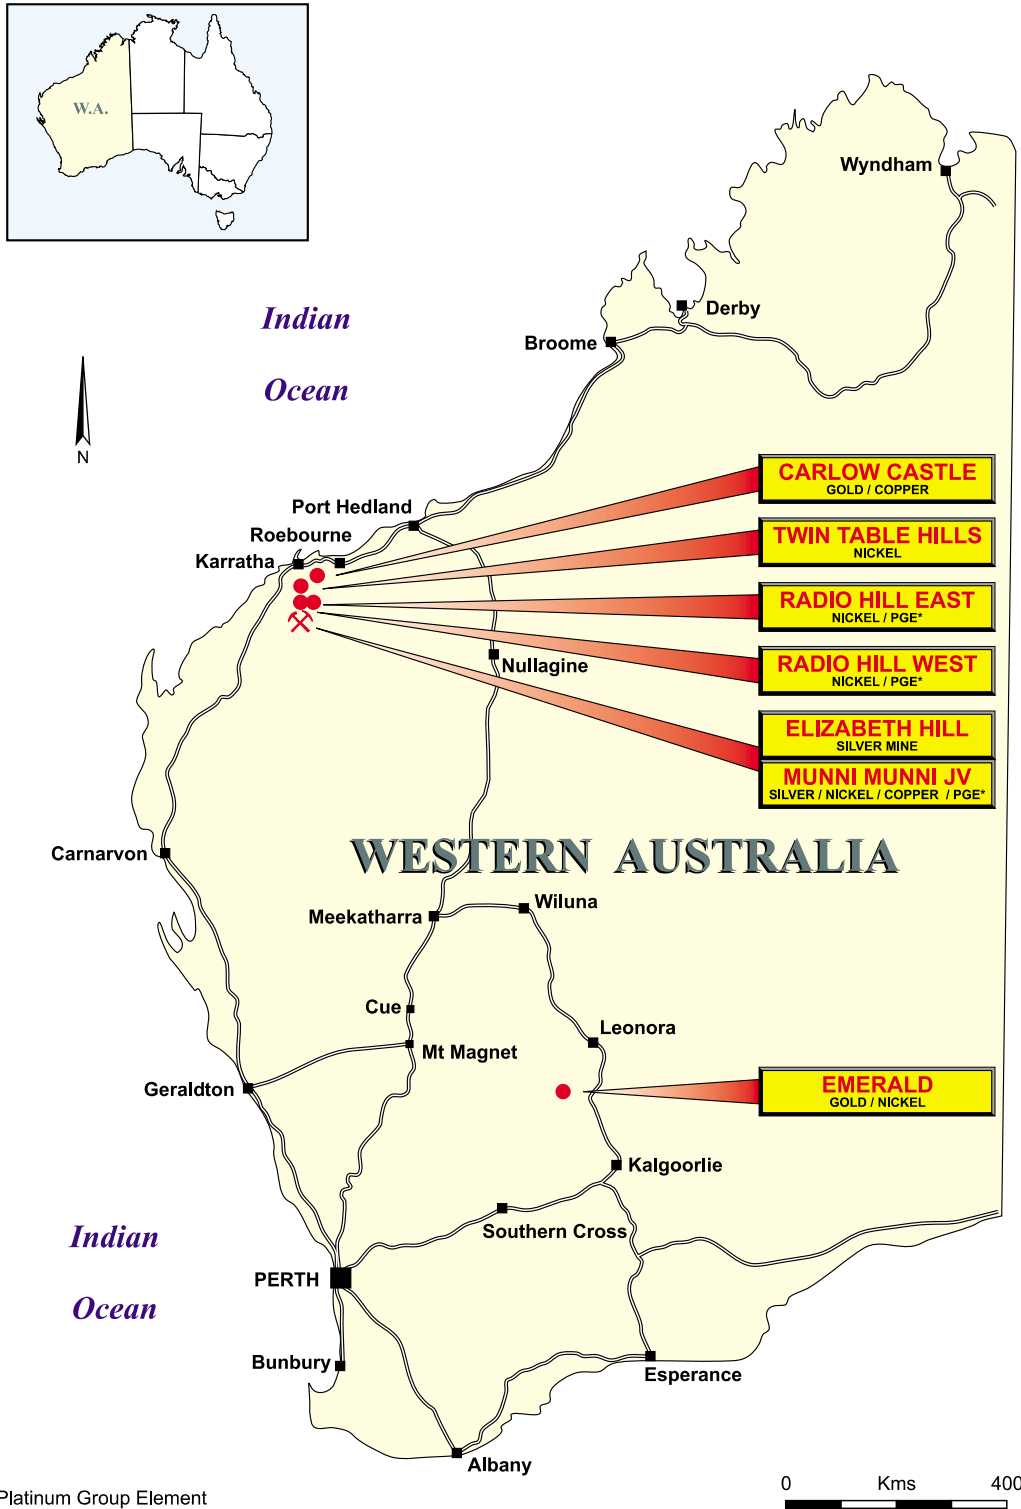 W.A.
Wyndham
Indian
Ocean
Derby
Broome
N
CARLOW CASTLE
GOLD / COPPER
Port Hedland
Roebourne
Karratha
TWIN TABLE HILLS
NICKEL
RADIO HILL EAST
NICKEL / PGE*
Nullagine
RADIO HILL WEST
NICKEL / PGE*
ELIZABETH HILL
SILVER MINE
MUNNI MUNNI JV
SILVER / NICKEL / COPPER / PGE*
Carnarvon
WESTERN AUSTRALIA
Wiluna
Meekatharra
Cue
Leonora
Mt Magnet
Geraldton
EMERALD
GOLD / NICKEL
Kalgoorlie
Southern Cross
Indian
Ocean
PERTH
Bunbury
Esperance
Albany
0 Kms 400
Platinum Group Element